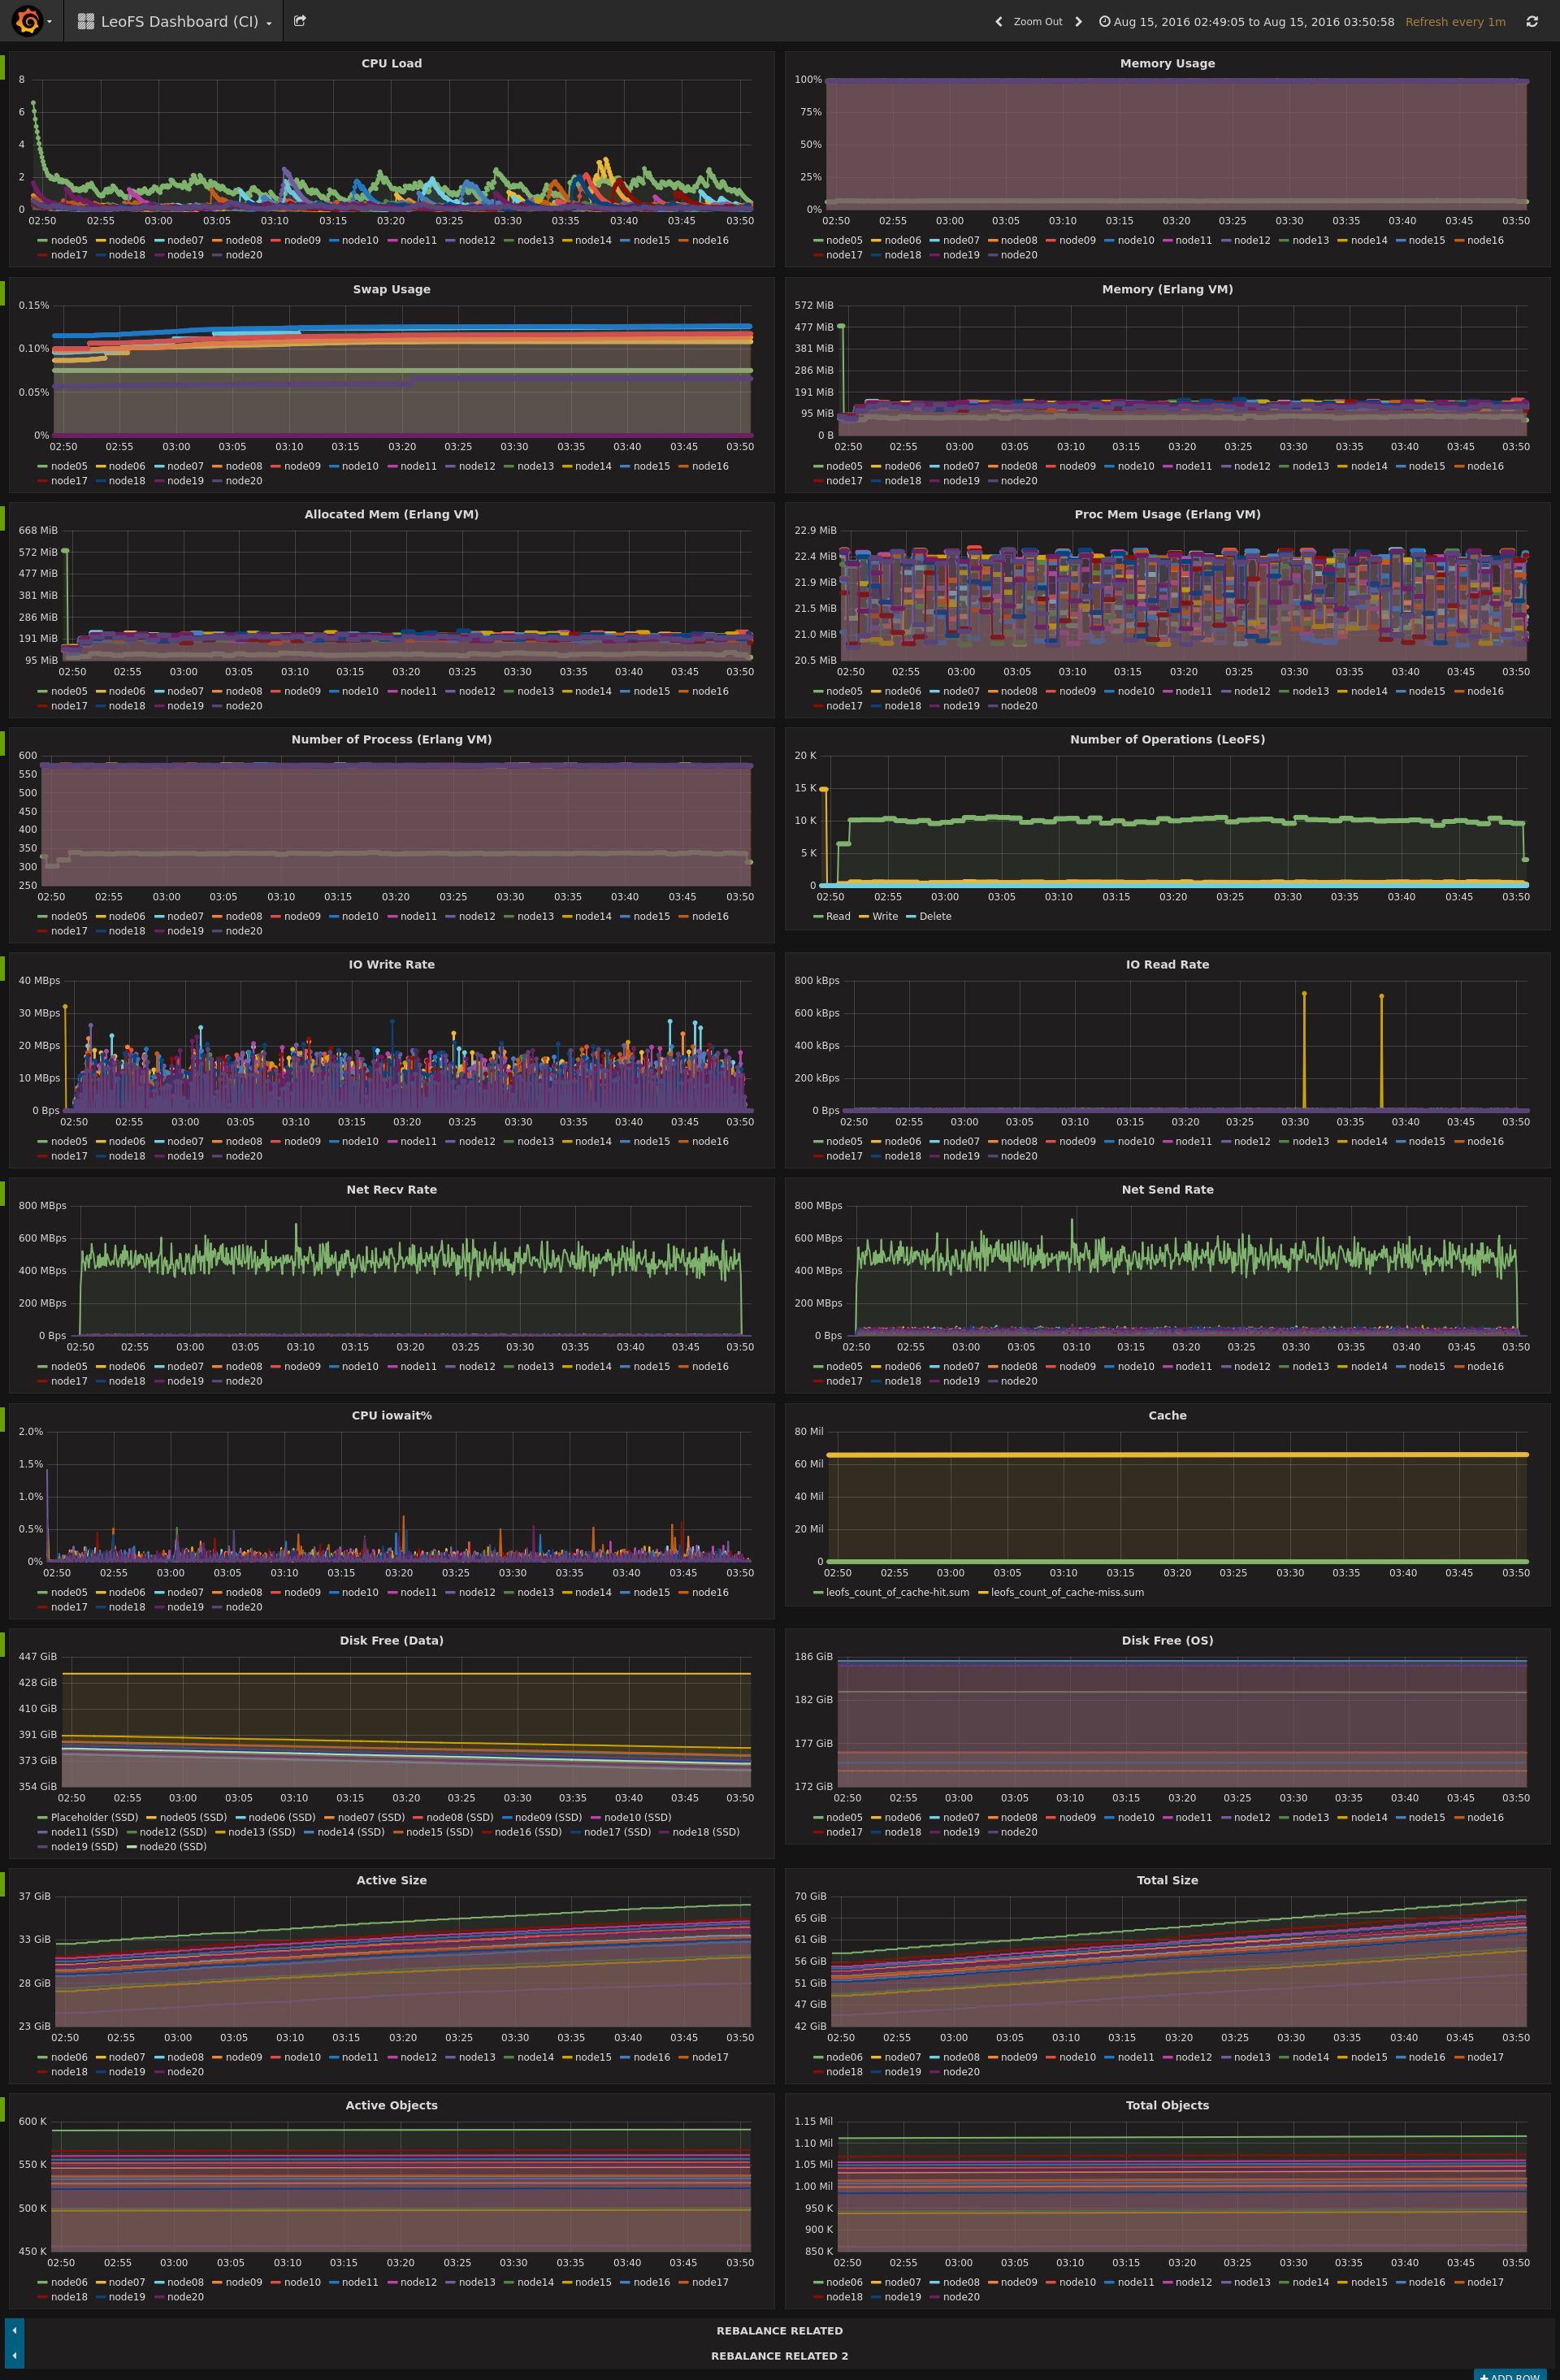 LeoFS Dashboard (CI)
Zoom Out
Aug 15, 2016 02:49:05 to Aug 15, 2016 03:50:58 Refresh every 1m
CPU Load
8
6
4
2
0
02:50 02:55 03:00 03:05 03:10 03:15 03:20 03:25 03:30 03:35 03:40 03:45 03:50
node05 node06 node07 node08 node09 node10 node11 node12 node13 node14 node15 node16
node17 node18 node19 node20
Memory Usage
100%
75%
50%
25%
0%
02:50 02:55 03:00 03:05 03:10 03:15 03:20 03:25 03:30 03:35 03:40 03:45 03:50
node05 node06 node07 node08 node09 node10 node11 node12 node13 node14 node15 node16
node17 node18 node19 node20
Swap Usage
0.15%
0.10%
0.05%
0%
02:50 02:55 03:00 03:05 03:10 03:15 03:20 03:25 03:30 03:35 03:40 03:45 03:50
node05 node06 node07 node08 node09 node10 node11 node12 node13 node14 node15 node16
node17 node18 node19 node20
Memory (Erlang VM)
572 MiB
477 MiB
381 MiB
286 MiB
191 MiB
95 MiB
0 B
02:50 02:55 03:00 03:05 03:10 03:15 03:20 03:25 03:30 03:35 03:40 03:45 03:50
node05 node06 node07 node08 node09 node10 node11 node12 node13 node14 node15 node16
node17 node18 node19 node20
Allocated Mem (Erlang VM)
668 MiB
572 MiB
477 MiB
381 MiB
286 MiB
191 MiB
95 MiB
02:50 02:55 03:00 03:05 03:10 03:15 03:20 03:25 03:30 03:35 03:40 03:45 03:50
node05 node06 node07 node08 node09 node10 node11 node12 node13 node14 node15 node16
node17 node18 node19 node20
Proc Mem Usage (Erlang VM)
22.9 MiB
22.4 MiB
21.9 MiB
21.5 MiB
21.0 MiB
20.5 MiB
02:50 02:55 03:00 03:05 03:10 03:15 03:20 03:25 03:30 03:35 03:40 03:45 03:50
node05 node06 node07 node08 node09 node10 node11 node12 node13 node14 node15 node16
node17 node18 node19 node20
Number of Process (Erlang VM)
600
550
500
450
400
350
300
250
02:50 02:55 03:00 03:05 03:10 03:15 03:20 03:25 03:30 03:35 03:40 03:45 03:50
node05 node06 node07 node08 node09 node10 node11 node12 node13 node14 node15 node16
node17 node18 node19 node20
Number of Operations (LeoFS)
20 K
15 K
10 K
5 K
0
02:50 02:55 03:00 03:05 03:10 03:15 03:20 03:25 03:30 03:35 03:40 03:45 03:50
Read Write Delete
IO Write Rate
40 MBps
30 MBps
20 MBps
10 MBps
0 Bps
02:50 02:55 03:00 03:05 03:10 03:15 03:20 03:25 03:30 03:35 03:40 03:45 03:50
node05 node06 node07 node08 node09 node10 node11 node12 node13 node14 node15 node16
node17 node18 node19 node20
IO Read Rate
800 kBps
600 kBps
400 kBps
200 kBps
0 Bps
02:50 02:55 03:00 03:05 03:10 03:15 03:20 03:25 03:30 03:35 03:40 03:45 03:50
node05 node06 node07 node08 node09 node10 node11 node12 node13 node14 node15 node16
node17 node18 node19 node20
Net Recv Rate
800 MBps
600 MBps
400 MBps
200 MBps
0 Bps
02:50 02:55 03:00 03:05 03:10 03:15 03:20 03:25 03:30 03:35 03:40 03:45 03:50
node05 node06 node07 node08 node09 node10 node11 node12 node13 node14 node15 node16
node17 node18 node19 node20
Net Send Rate
800 MBps
600 MBps
400 MBps
200 MBps
0 Bps
02:50 02:55 03:00 03:05 03:10 03:15 03:20 03:25 03:30 03:35 03:40 03:45 03:50
node05 node06 node07 node08 node09 node10 node11 node12 node13 node14 node15 node16
node17 node18 node19 node20
CPU iowait%
2.0%
1.5%
1.0%
0.5%
0%
02:50 02:55 03:00 03:05 03:10 03:15 03:20 03:25 03:30 03:35 03:40 03:45 03:50
node05 node06 node07 node08 node09 node10 node11 node12 node13 node14 node15 node16
node17 node18 node19 node20
Cache
80 Mil
60 Mil
40 Mil
20 Mil
0
02:50 02:55 03:00 03:05 03:10 03:15 03:20 03:25 03:30 03:35 03:40 03:45 03:50
leofs_count_of_cache-hit.sum leofs_count_of_cache-miss.sum
Disk Free (Data)
447 GiB
428 GiB
410 GiB
391 GiB
373 GiB
354 GiB
02:50 02:55 03:00 03:05 03:10 03:15 03:20 03:25 03:30 03:35 03:40 03:45 03:50
Placeholder (SSD) node05 (SSD) node06 (SSD) node07 (SSD) node08 (SSD) node09 (SSD) node10 (SSD)
node11 (SSD) node12 (SSD) node13 (SSD) node14 (SSD) node15 (SSD) node16 (SSD) node17 (SSD) node18 (SSD)
node19 (SSD) node20 (SSD)
Disk Free (OS)
186 GiB
182 GiB
177 GiB
172 GiB
02:50 02:55 03:00 03:05 03:10 03:15 03:20 03:25 03:30 03:35 03:40 03:45 03:50
node05 node06 node07 node08 node09 node10 node11 node12 node13 node14 node15 node16
node17 node18 node19 node20
Active Size
37 GiB
33 GiB
28 GiB
23 GiB
02:50 02:55 03:00 03:05 03:10 03:15 03:20 03:25 03:30 03:35 03:40 03:45 03:50
node06 node07 node08 node09 node10 node11 node12 node13 node14 node15 node16 node17
node18 node19 node20
Total Size
70 GiB
65 GiB
61 GiB
56 GiB
51 GiB
47 GiB
42 GiB
02:50 02:55 03:00 03:05 03:10 03:15 03:20 03:25 03:30 03:35 03:40 03:45 03:50
node06 node07 node08 node09 node10 node11 node12 node13 node14 node15 node16 node17
node18 node19 node20
Active Objects
600 K
550 K
500 K
450 K
02:50 02:55 03:00 03:05 03:10 03:15 03:20 03:25 03:30 03:35 03:40 03:45 03:50
node06 node07 node08 node09 node10 node11 node12 node13 node14 node15 node16 node17
node18 node19 node20
Total Objects
1.15 Mil
1.10 Mil
1.05 Mil
1.00 Mil
950 K
900 K
850 K
02:50 02:55 03:00 03:05 03:10 03:15 03:20 03:25 03:30 03:35 03:40 03:45 03:50
node06 node07 node08 node09 node10 node11 node12 node13 node14 node15 node16 node17
node18 node19 node20
REBALANCE RELATED
REBALANCE RELATED 2
ADD ROW